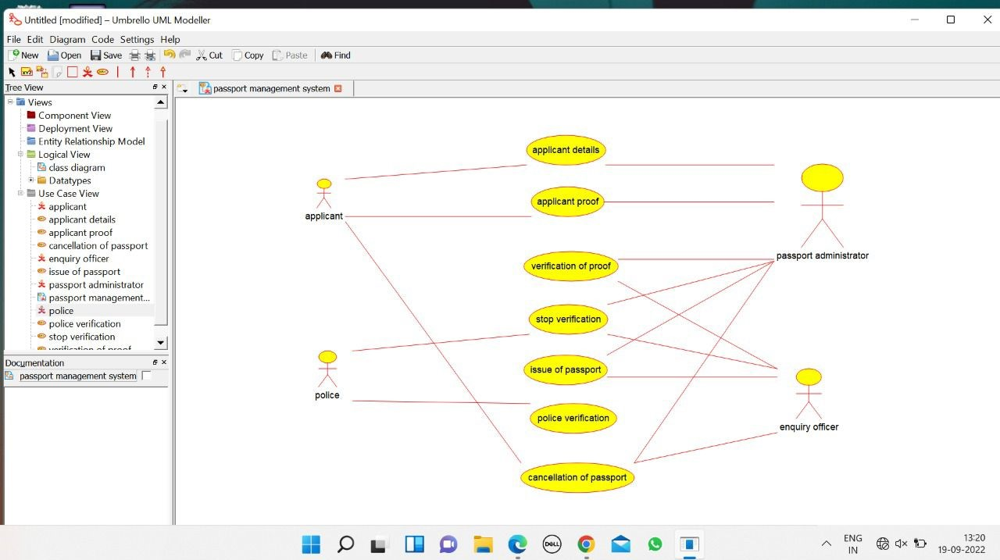 Untitled [modified] – Umbrello UML Modeller
File Edit Diagram Code Settings Help
New Open Save Cut Copy Paste Find
Tree View
passport management system
Views
Component View
Deployment View
Entity Relationship Model
Logical View
class diagram
Datatypes
Use Case View
applicant
applicant details
applicant proof
cancellation of passport
enquiry officer
issue of passport
passport administrator
passport management...
police
police verification
stop verification
verification of proof
Documentation
passport management system
applicant details
applicant proof
applicant
passport administrator
verification of proof
stop verification
issue of passport
police
police verification
enquiry officer
cancellation of passport
DELL
ENG
IN
13:20
19-09-2022